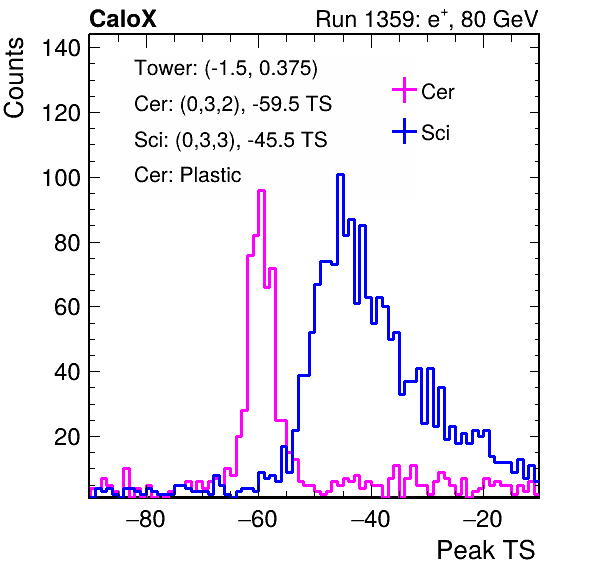 CaloX Run 1359: e⁺, 80 GeV
Counts
140
120
100
80
60
40
20
Tower: (-1.5, 0.375)
Cer: (0,3,2), -59.5 TS
Sci: (0,3,3), -45.5 TS
Cer: Plastic
Cer
Sci
−80 −60 −40 −20
Peak TS